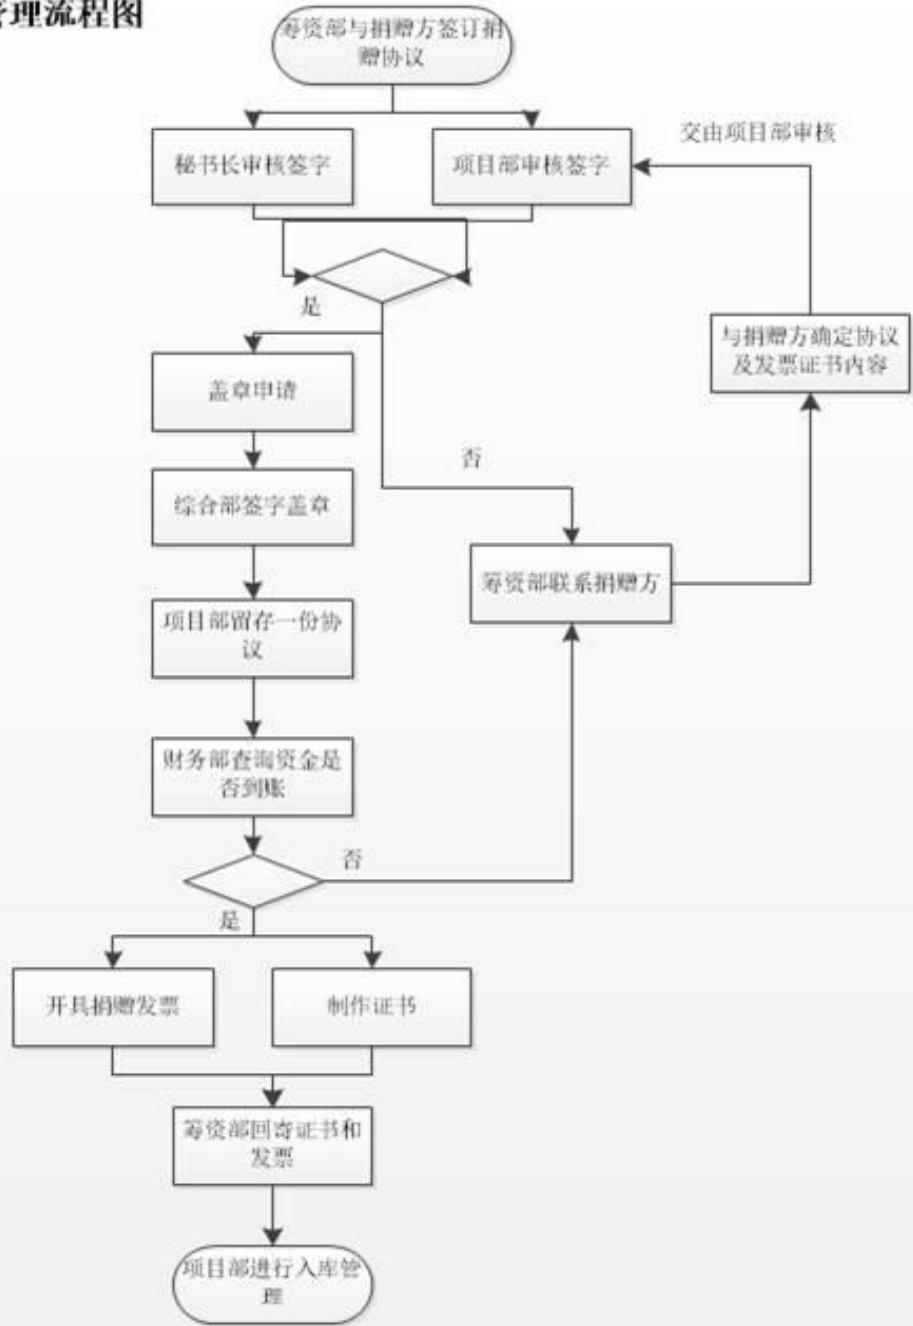 理流程图
筹资部与捐赠方签订捐
赠协议
秘书长审核签字
项目部审核签字
交由项目部审核
是
与捐赠方确定协议
及发票证书内容
盖章申请
否
综合部签字盖章
筹资部联系捐赠方
项目部留存一份协
议
财务部查询资金是
否到账
否
是
开具捐赠发票
制作证书
筹资部回寄证书和
发票
项目部进行入库管
理